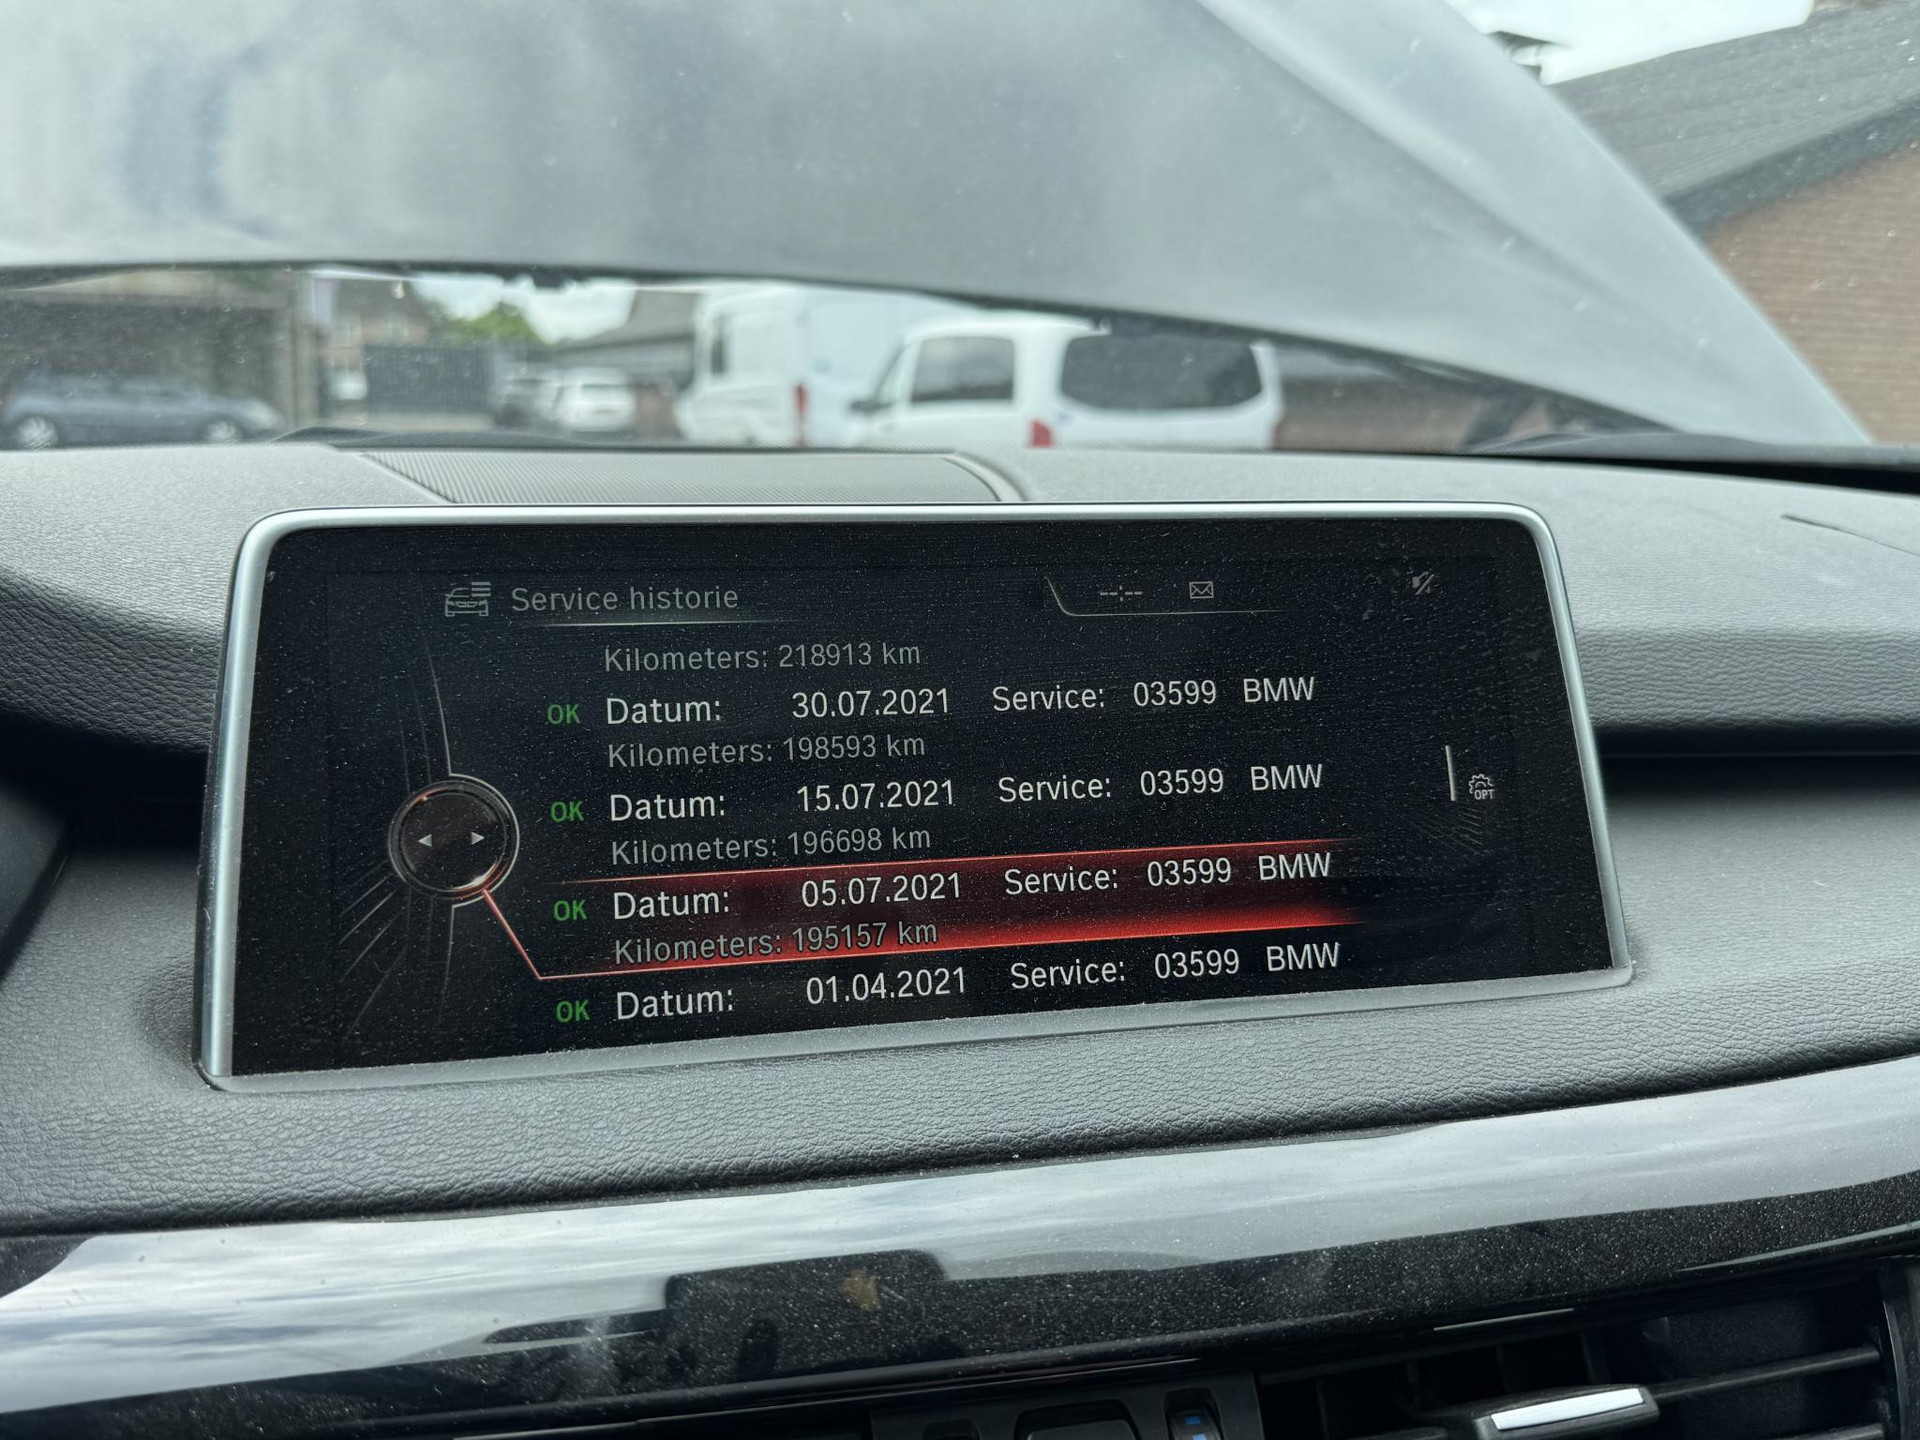 Service historie
--:--
Kilometers: 218913 km
OK Datum: 30.07.2021 Service: 03599 BMW
Kilometers: 198593 km
OK Datum: 15.07.2021 Service: 03599 BMW
Kilometers: 196698 km
OK Datum: 05.07.2021 Service: 03599 BMW
Kilometers: 195157 km
OK Datum: 01.04.2021 Service: 03599 BMW
OPT